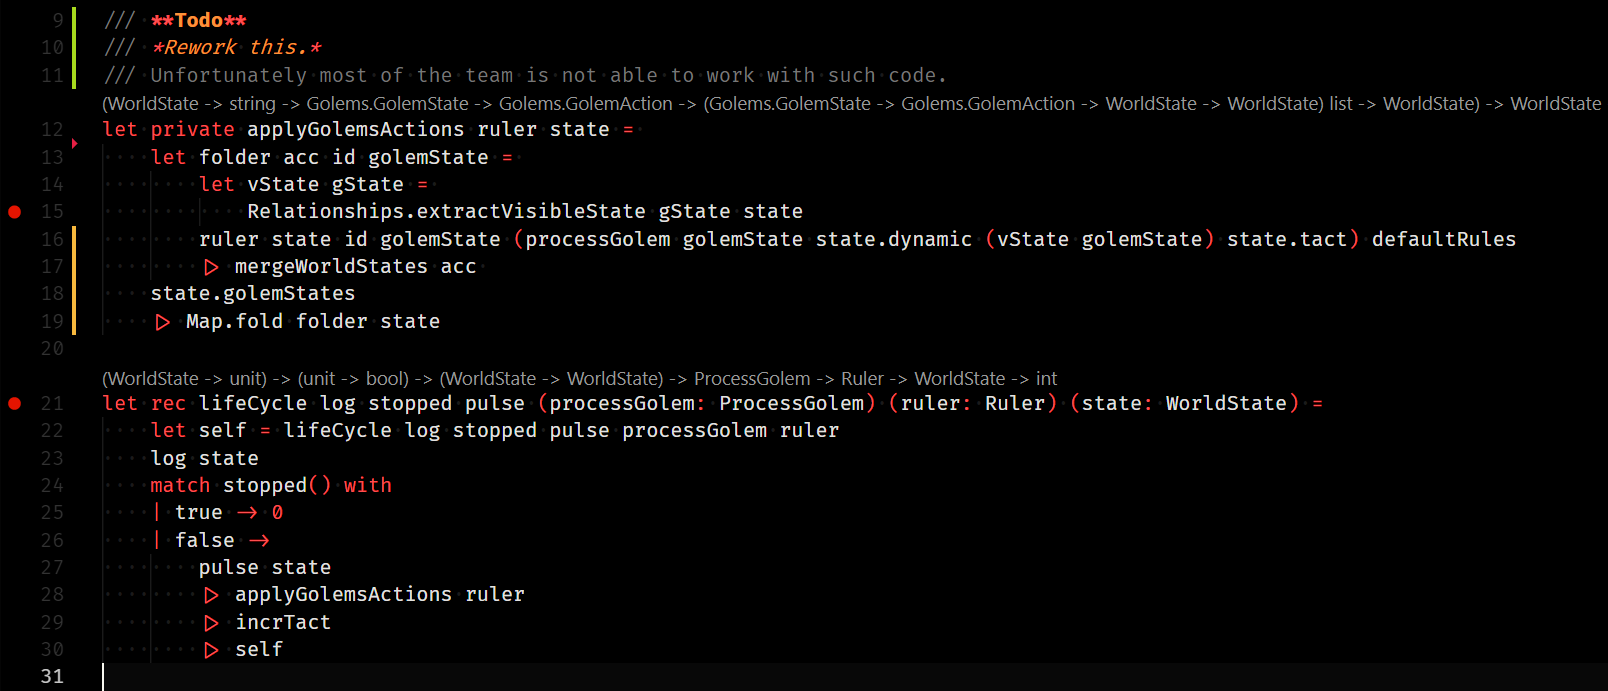 9 /// **Todo**
10 /// *Rework this.*
11 /// Unfortunately most of the team is not able to work with such code.
(WorldState -> string -> Golems.GolemState -> Golems.GolemAction -> (Golems.GolemState -> Golems.GolemAction -> WorldState -> WorldState) list -> WorldState) -> WorldState
12 let private applyGolemsActions ruler state =
13     let folder acc id golemState =
14         let vState gState =
15             Relationships.extractVisibleState gState state
16         ruler state id golemState (processGolem golemState state.dynamic (vState golemState) state.tact) defaultRules
17         |> mergeWorldStates acc
18     state.golemStates
19     |> Map.fold folder state
20
(WorldState -> unit) -> (unit -> bool) -> (WorldState -> WorldState) -> ProcessGolem -> Ruler -> WorldState -> int
21 let rec lifeCycle log stopped pulse (processGolem: ProcessGolem) (ruler: Ruler) (state: WorldState) =
22     let self = lifeCycle log stopped pulse processGolem ruler
23     log state
24     match stopped() with
25     | true -> 0
26     | false ->
27         pulse state
28         |> applyGolemsActions ruler
29         |> incrTact
30         |> self
31